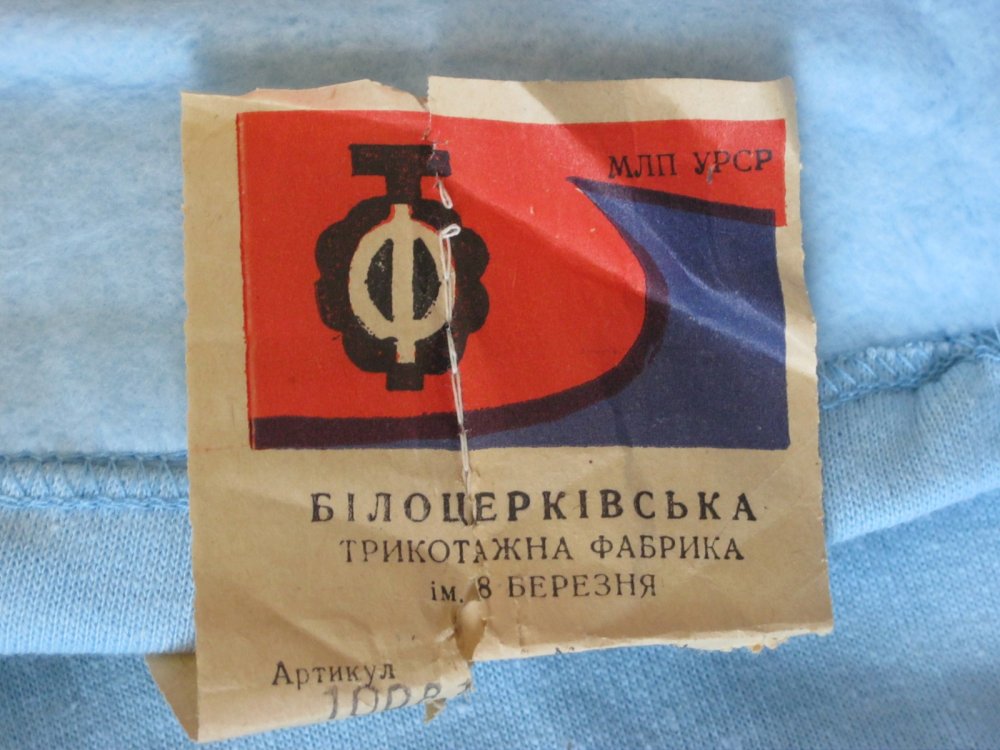 МЛП УРСР
БІЛОЦЕРКІВСЬКА
ТРИКОТАЖНА ФАБРИКА
ім. 8 БЕРЕЗНЯ
Артикул